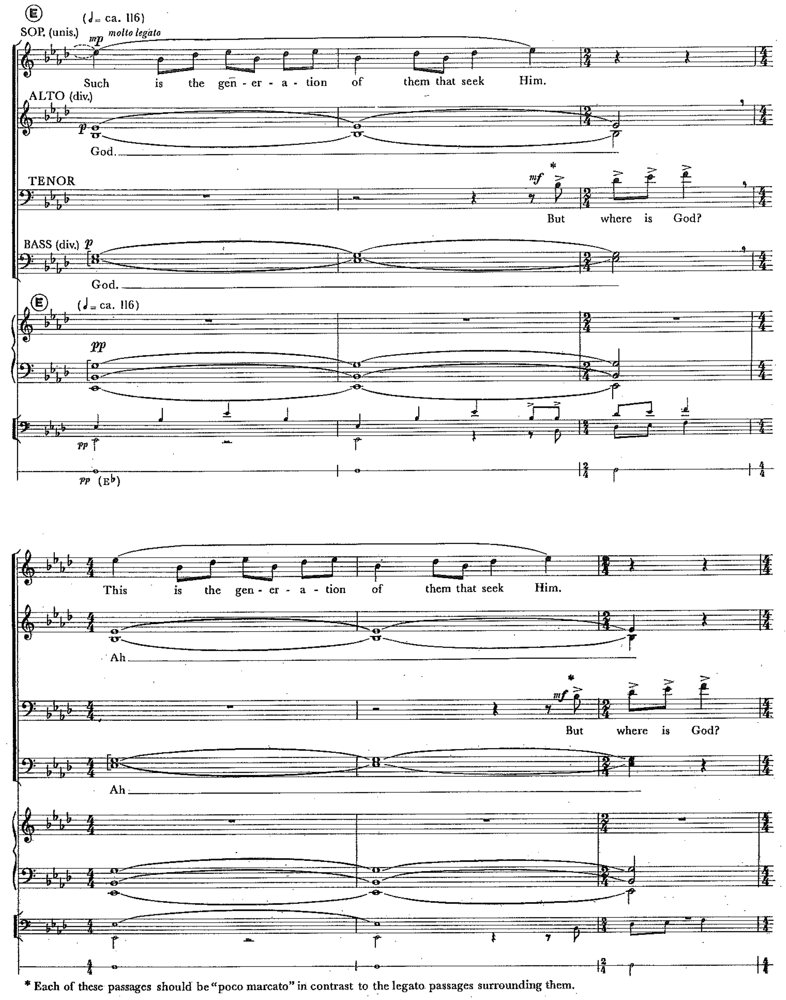 E
(𝅗𝅥 = ca. 116)
SOP. (unis.)
mp molto legato
Such is the gen - er - a - tion of them that seek Him.
ALTO (div.)
p
God.
*
TENOR
mf
But where is God?
BASS (div.) p
God.
E
(𝅗𝅥 = ca. 116)
pp
pp
pp (E♭)
This is the gen - er - a - tion of them that seek Him.
Ah
*
mf
But where is God?
Ah
* Each of these passages should be "poco marcato" in contrast to the legato passages surrounding them.